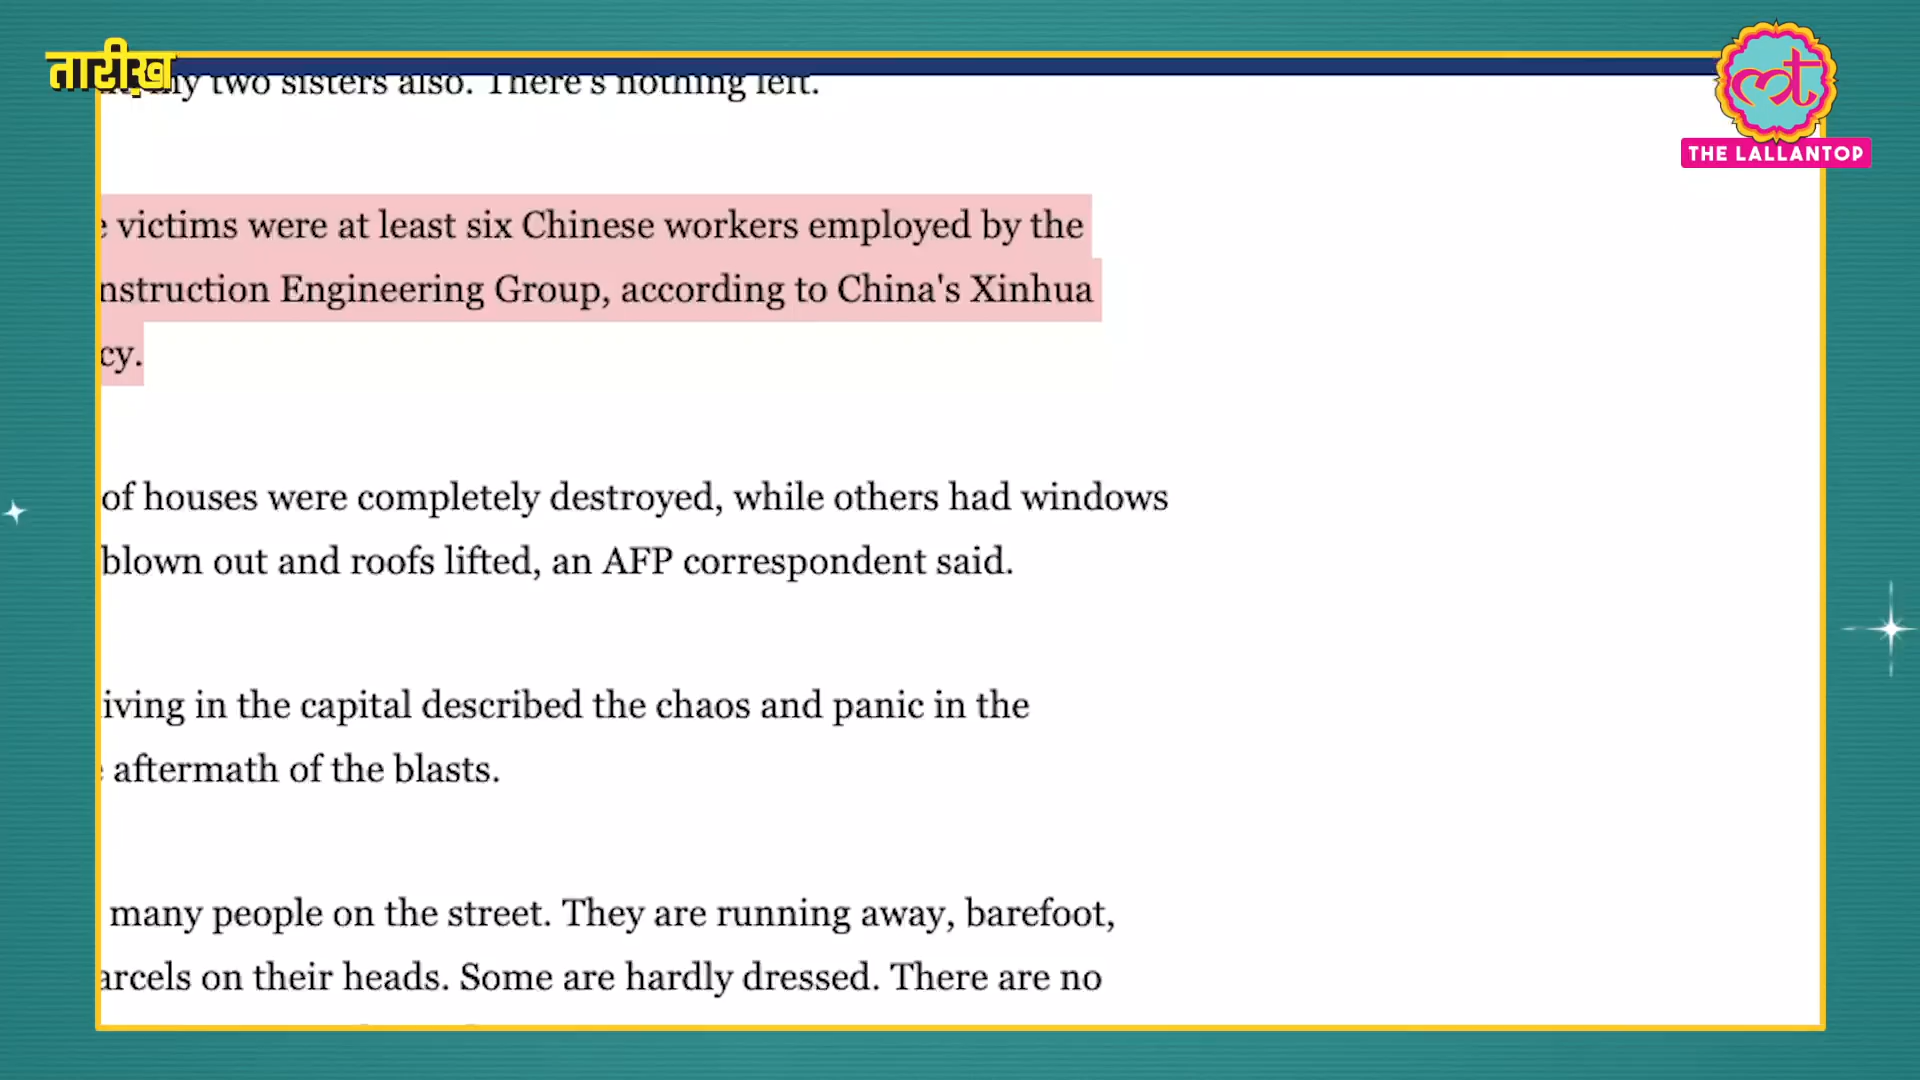 तारीख़
THE LALLANTOP
my two sisters also. There's nothing left.
victims were at least six Chinese workers employed by the
nstruction Engineering Group, according to China's Xinhua
cy.
of houses were completely destroyed, while others had windows
blown out and roofs lifted, an AFP correspondent said.
iving in the capital described the chaos and panic in the
aftermath of the blasts.
many people on the street. They are running away, barefoot,
arcels on their heads. Some are hardly dressed. There are no